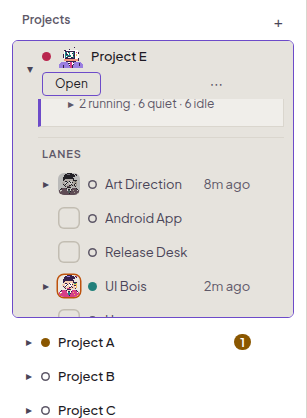 Projects +
Project E
Open ...
2 running · 6 quiet · 6 idle
LANES
Art Direction 8m ago
Android App
Release Desk
UI Bois 2m ago
Project A 1
Project B
Project C